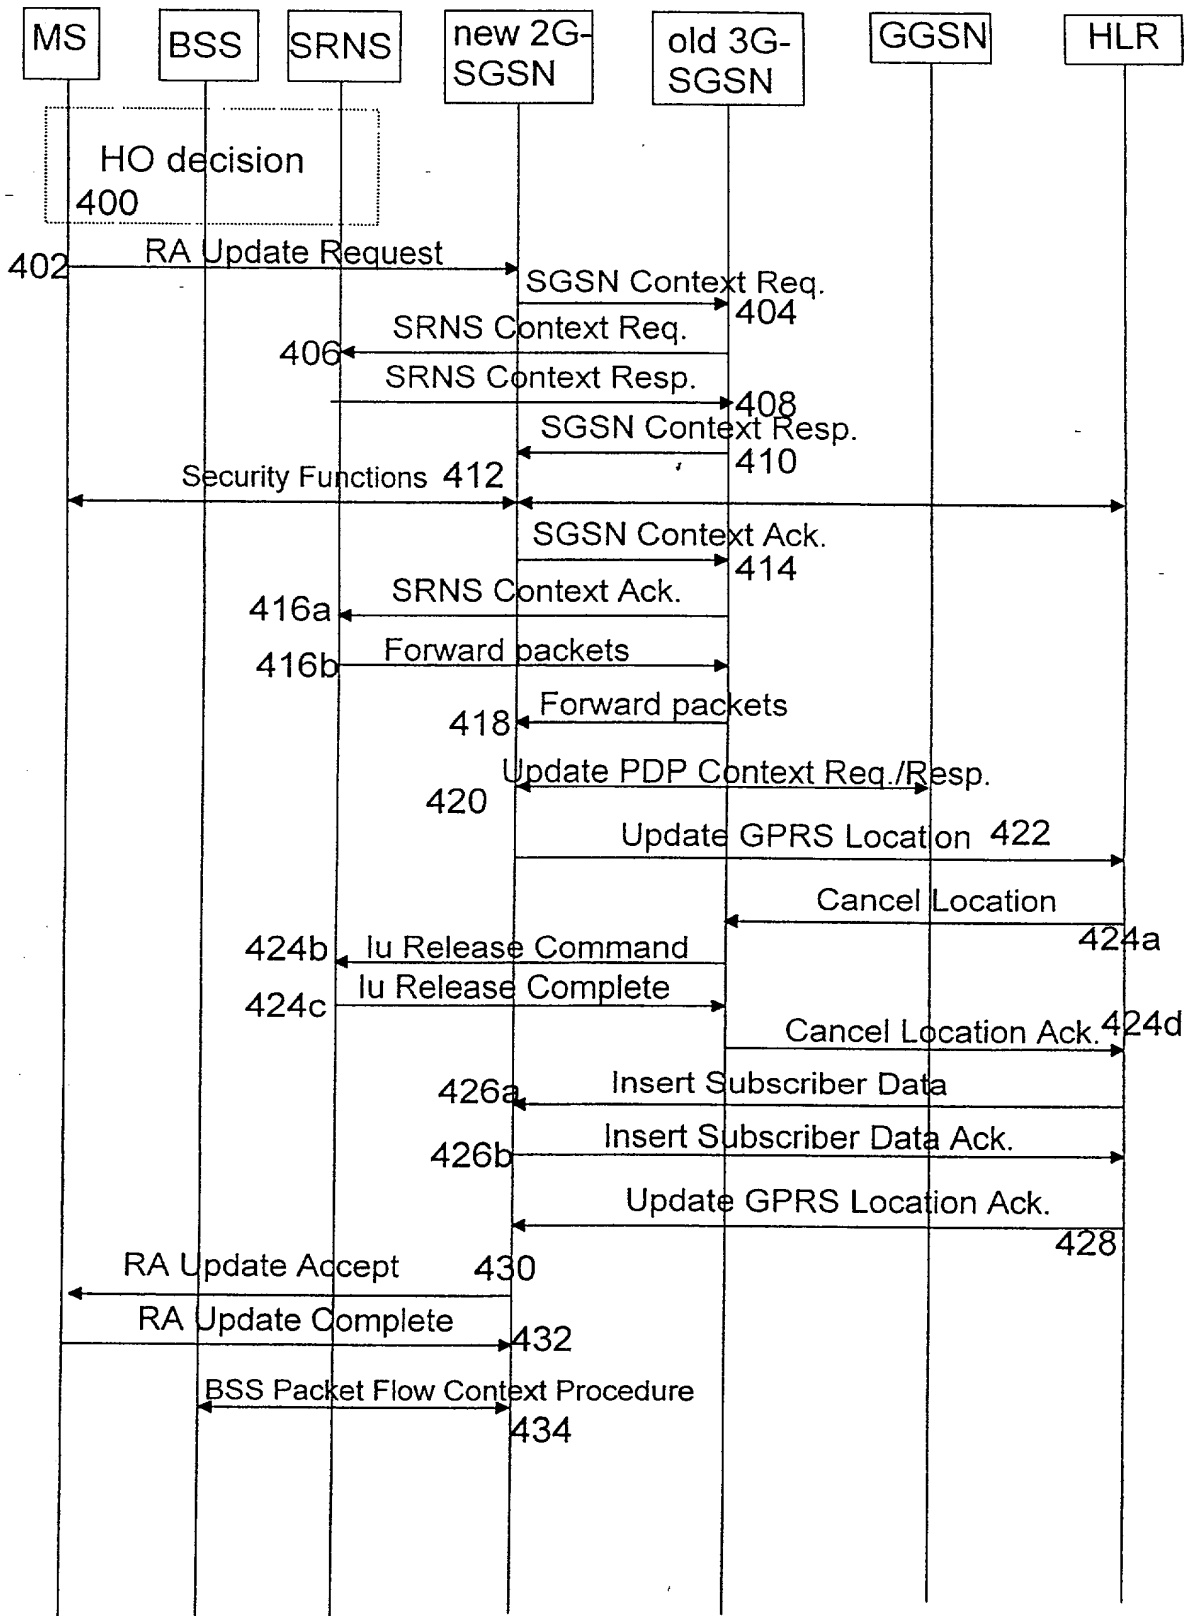 MS
BSS
SRNS
new 2G-
SGSN
old 3G-
SGSN
GGSN
HLR
HO decision
400
402
RA Update Request
SGSN Context Req.
404
SRNS Context Req.
406
SRNS Context Resp.
408
SGSN Context Resp.
410
Security Functions 412
SGSN Context Ack.
414
SRNS Context Ack.
416a
416b
Forward packets
Forward packets
418
Update PDP Context Req./Resp.
420
Update GPRS Location 422
Cancel Location
424a
424b
Iu Release Command
Iu Release Complete
424c
Cancel Location Ack.
424d
426a
Insert Subscriber Data
Insert Subscriber Data Ack.
426b
Update GPRS Location Ack.
428
RA Update Accept 430
RA Update Complete
432
BSS Packet Flow Context Procedure
434